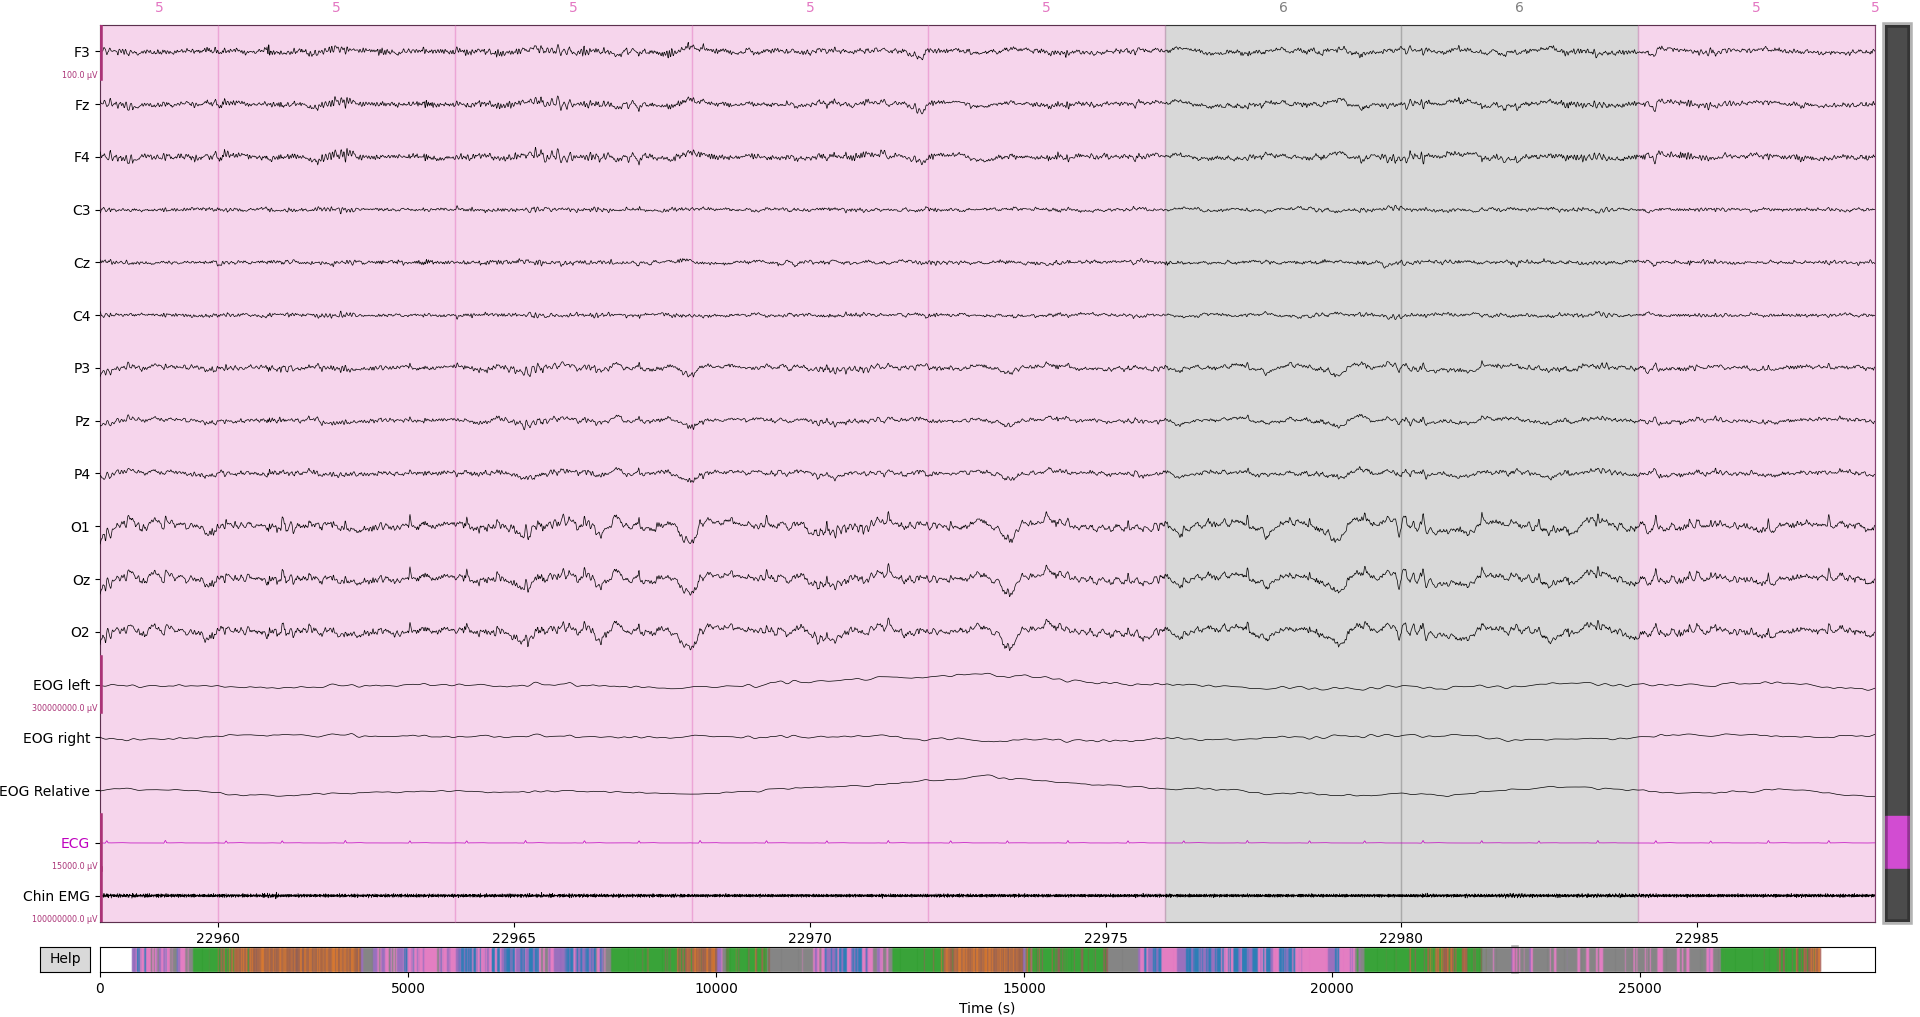 5 5 5 5 5 6 6 5 5
F3
100.0 µV
Fz
F4
C3
Cz
C4
P3
Pz
P4
O1
Oz
O2
EOG left
300000000.0 µV
EOG right
EOG Relative
ECG
15000.0 µV
Chin EMG
100000000.0 µV
22960 22965 22970 22975 22980 22985
Help
0 5000 10000 15000 20000 25000
Time (s)